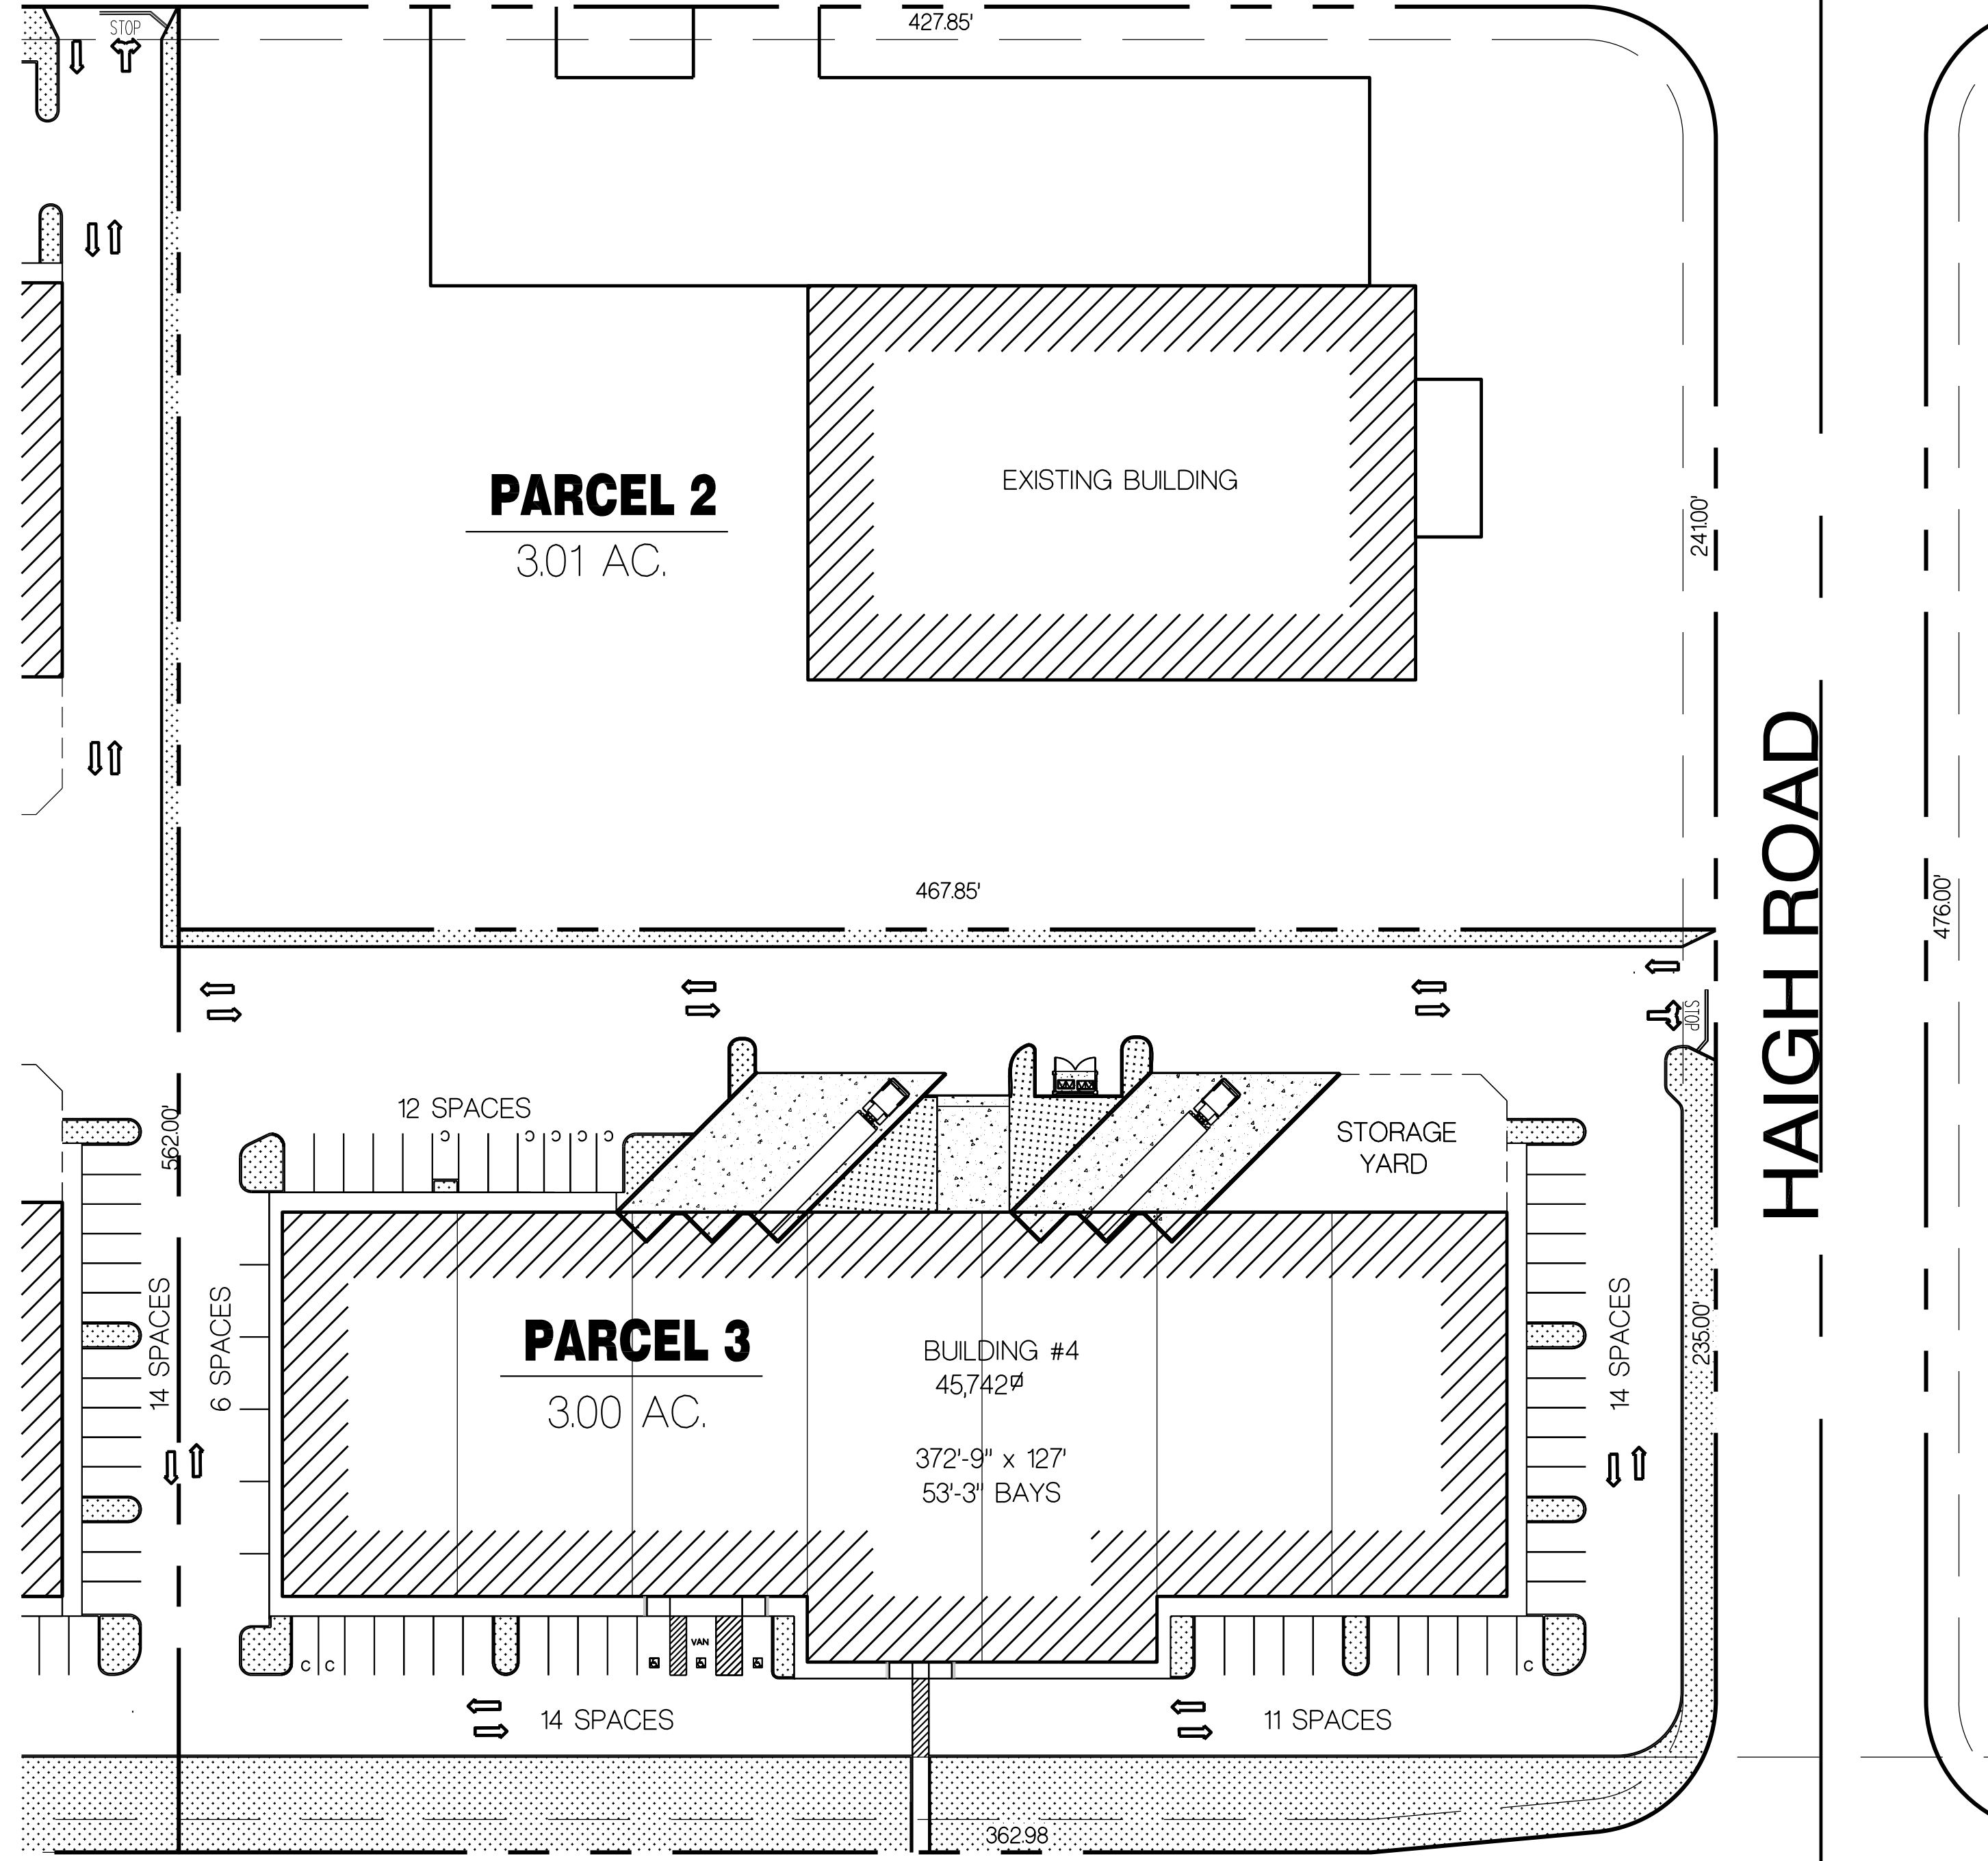 STOP
427.85'
PARCEL 2
3.01 AC.
EXISTING BUILDING
241.00'
HAIGH ROAD
476.00'
467.85'
STOP
562.00'
12 SPACES
STORAGE
YARD
C C C C C
14 SPACES
6 SPACES
PARCEL 3
3.00 AC.
BUILDING #4
45,742
372'-9" x 127'
53'-3" BAYS
14 SPACES
235.00'
C C
VAN
C
14 SPACES
11 SPACES
362.98